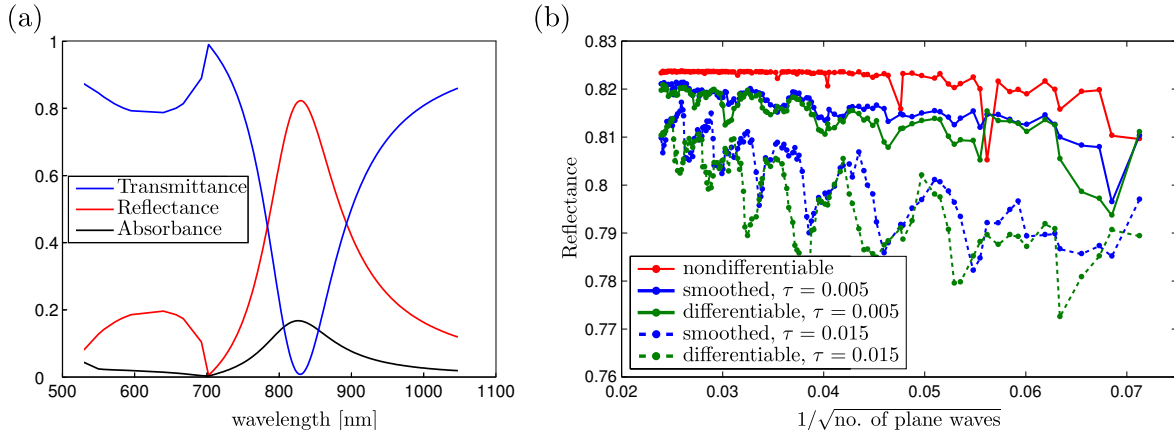 (a)
1
0.8
0.6
0.4
0.2
0
500
600
700
800
900
1000
1100
wavelength [nm]
Transmittance
Reflectance
Absorbance
(b)
0.83
0.82
0.81
0.8
0.79
0.78
0.77
0.76
0.02
0.03
0.04
0.05
0.06
0.07
Reflectance
1/√no. of plane waves
nondifferentiable
smoothed, τ = 0.005
differentiable, τ = 0.005
smoothed, τ = 0.015
differentiable, τ = 0.015